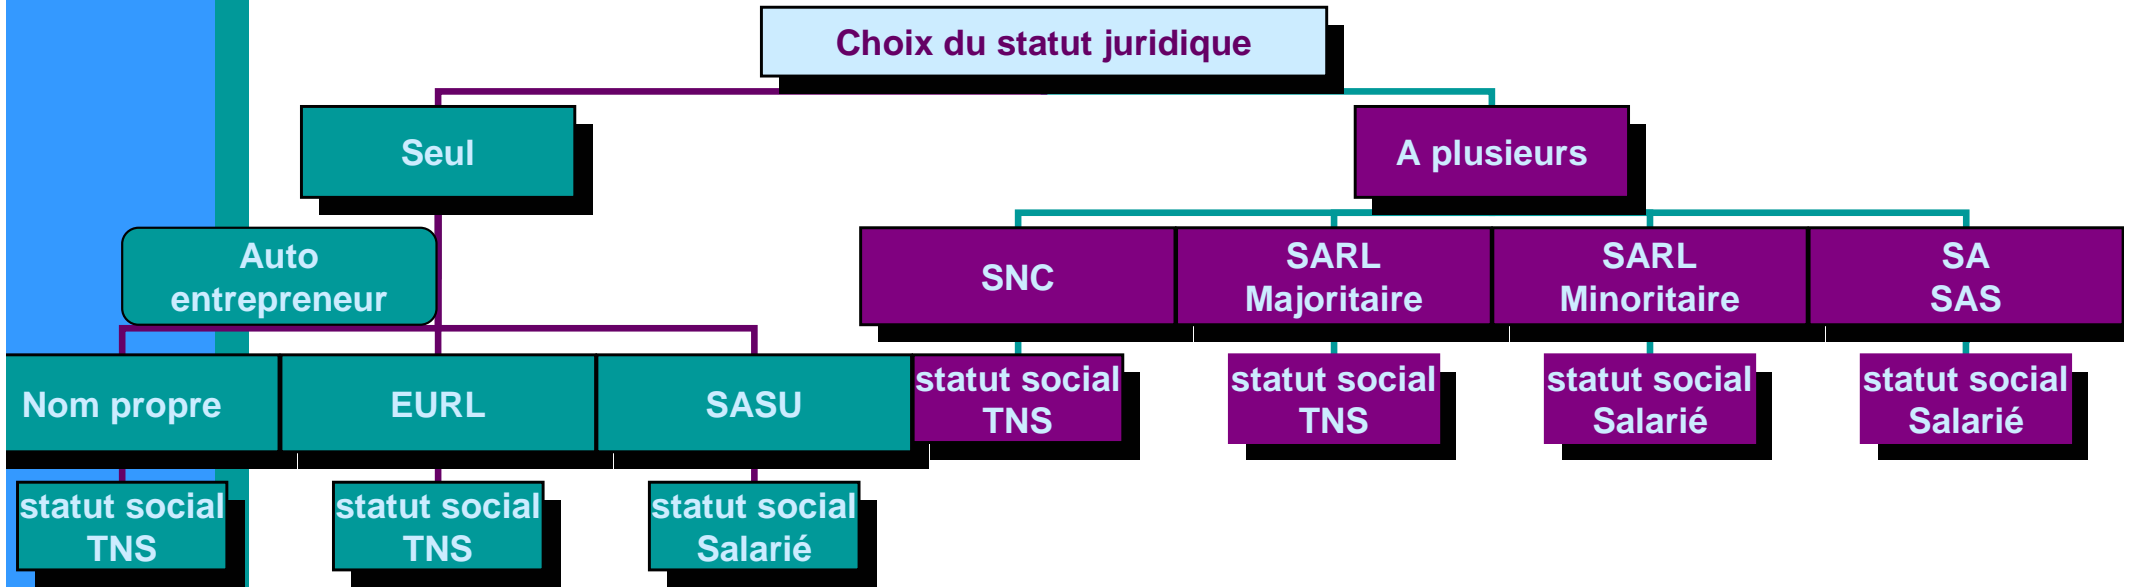 Choix du statut juridique
Seul
A plusieurs
Auto
entrepreneur
SNC
SARL
Majoritaire
SARL
Minoritaire
SA
SAS
Nom propre
EURL
SASU
statut social
TNS
statut social
TNS
statut social
Salarié
statut social
Salarié
statut social
TNS
statut social
TNS
statut social
Salarié